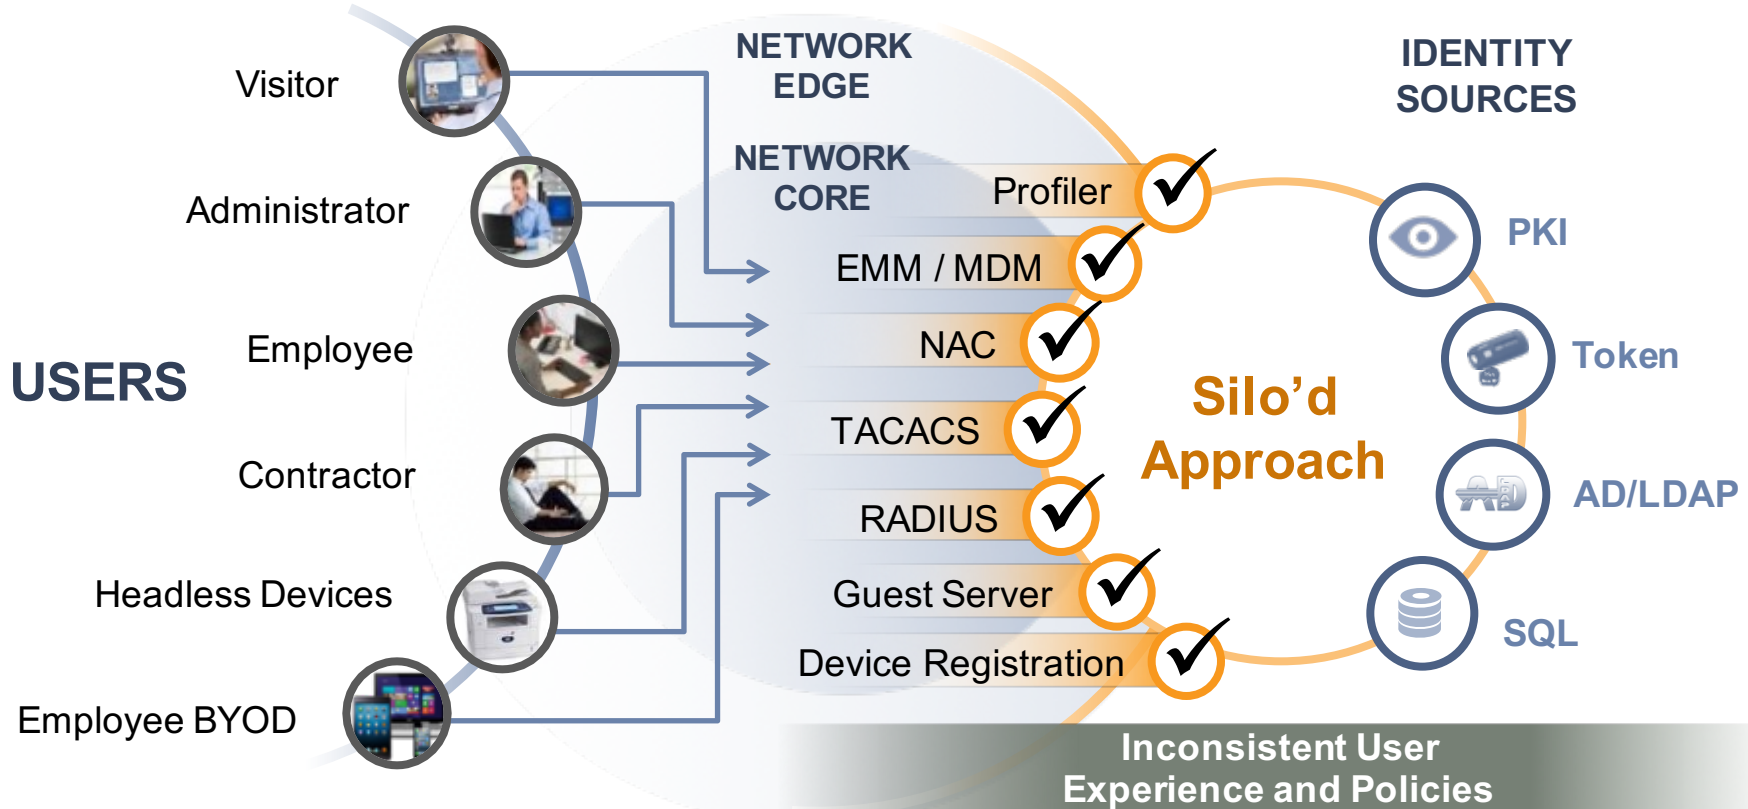 USERS
Visitor
Administrator
Employee
Contractor
Headless Devices
Employee BYOD
NETWORK
EDGE
NETWORK
CORE
Profiler
EMM / MDM
NAC
TACACS
RADIUS
Guest Server
Device Registration
Silo’d
Approach
IDENTITY
SOURCES
PKI
Token
AD/LDAP
SQL
Inconsistent User
Experience and Policies